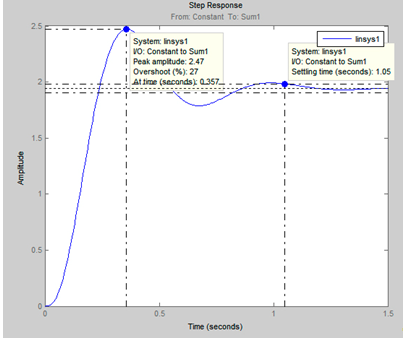 Step Response
From: Constant To: Sum1
linsys1
System: linsys1
I/O: Constant to Sum1
Peak amplitude: 2.47
Overshoot (%): 27
At time (seconds): 0.357
System: linsys1
I/O: Constant to Sum1
Settling time (seconds): 1.05
Amplitude
2.5
2
1.5
1
0.5
0
0
0.5
1
1.5
Time (seconds)